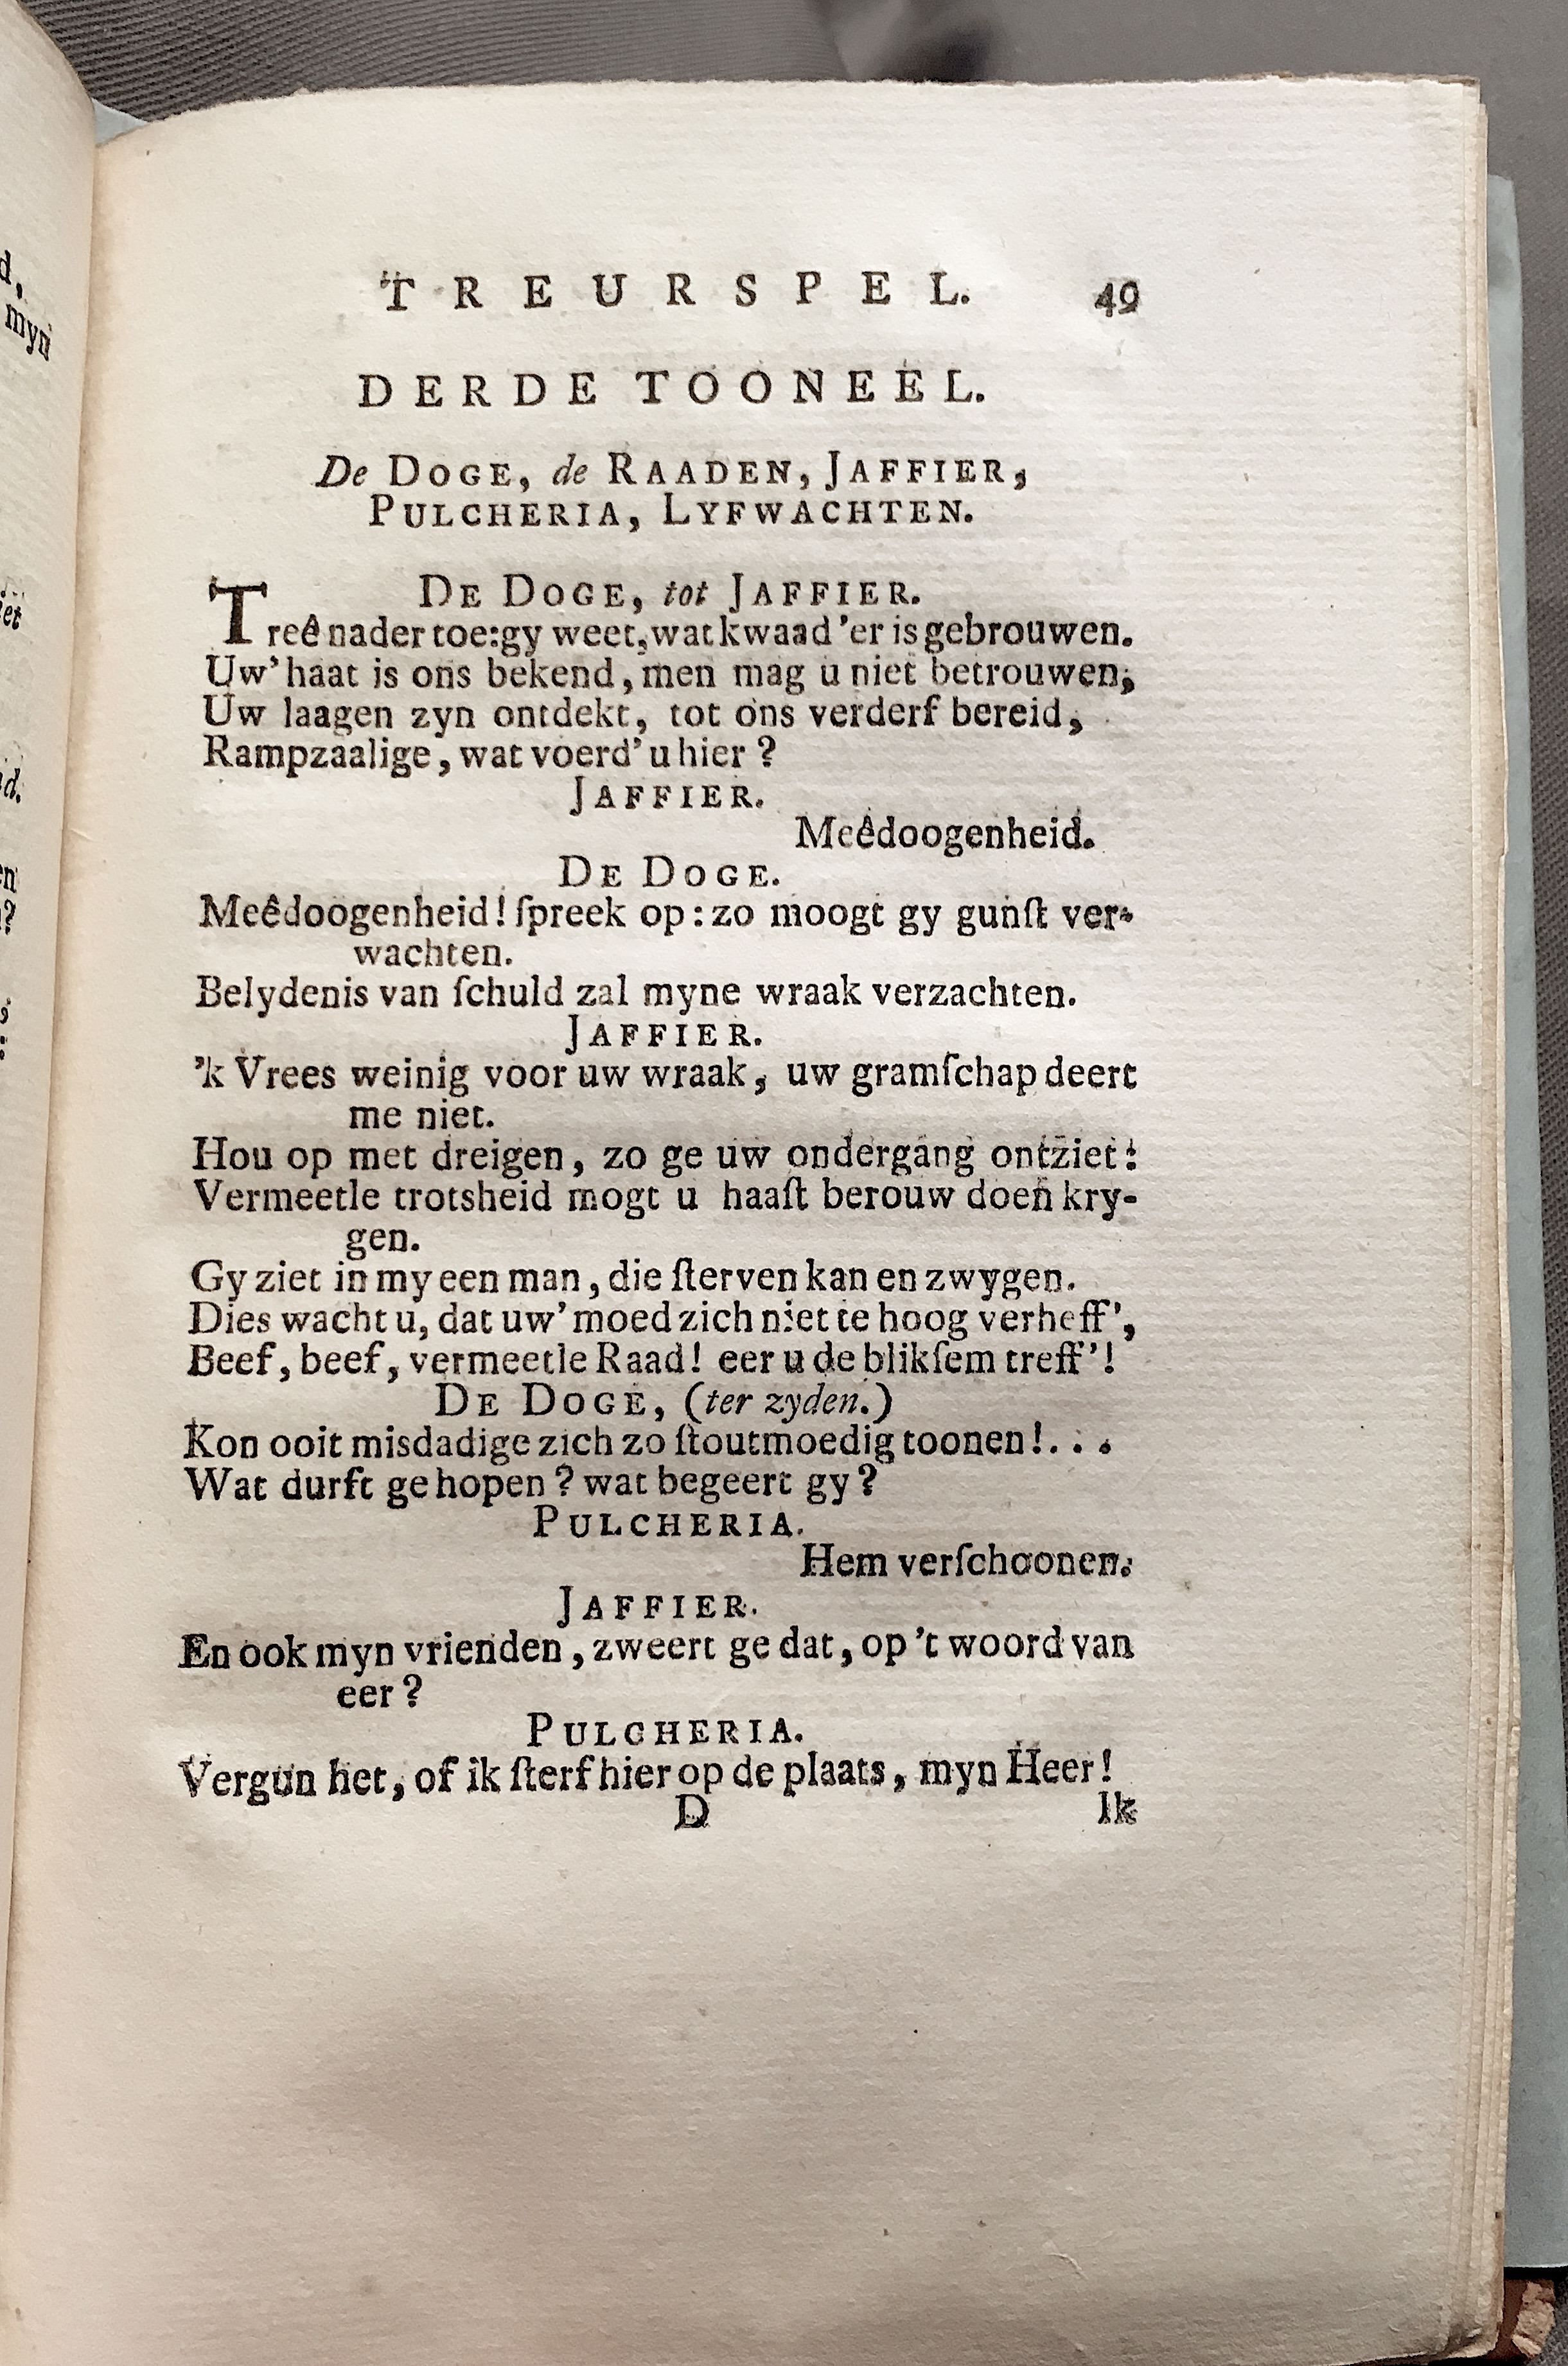 TREURSPEL. 49
DERDE TOONEEL.
De DOGE, de RAADEN, JAFFIER,
PULCHERIA, LYFWACHTEN.
DE DOGE, tot JAFFIER.
Treê nader toe: gy weet, wat kwaad 'er is gebrouwen.
Uw' haat is ons bekend, men mag u niet betrouwen;
Uw laagen zyn ontdekt, tot ons verderf bereid,
Rampzaalige, wat voerd' u hier?
JAFFIER.
Meêdoogenheid.
DE DOGE.
Meêdoogenheid! ſpreek op: zo moogt gy gunſt ver-
wachten.
Belydenis van ſchuld zal myne wraak verzachten.
JAFFIER.
'k Vrees weinig voor uw wraak, uw gramſchap deert
me niet.
Hou op met dreigen, zo ge uw ondergang ontziet!
Vermeetle trotsheid mogt u haaſt berouw doen kry-
gen.
Gy ziet in my een man, die ſterven kan en zwygen.
Dies wacht u, dat uw' moed zich niet te hoog verheff',
Beef, beef, vermeetle Raad! eer u de blikſem treff'!
DE DOGE, (ter zyden.)
Kon ooit misdadige zich zo ſtoutmoedig toonen!...
Wat durft ge hopen? wat begeert gy?
PULCHERIA.
Hem verſchoonen.
JAFFIER.
En ook myn vrienden, zweert ge dat, op 't woord van
eer?
PULCHERIA.
Vergun het, of ik ſterf hier op de plaats, myn Heer!
D Ik